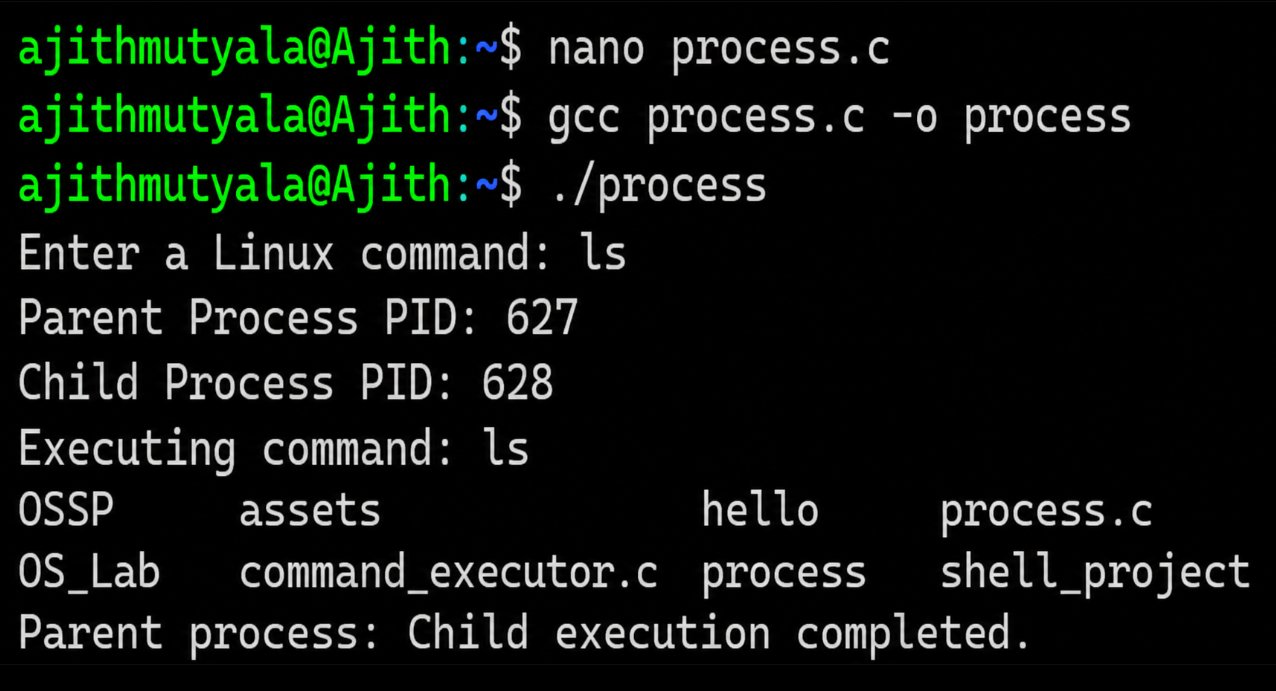 ajithmutyala@Ajith:~$ nano process.c
ajithmutyala@Ajith:~$ gcc process.c -o process
ajithmutyala@Ajith:~$ ./process
Enter a Linux command: ls
Parent Process PID: 627
Child Process PID: 628
Executing command: ls
OSSP     assets             hello     process.c
OS_Lab   command_executor.c process   shell_project
Parent process: Child execution completed.